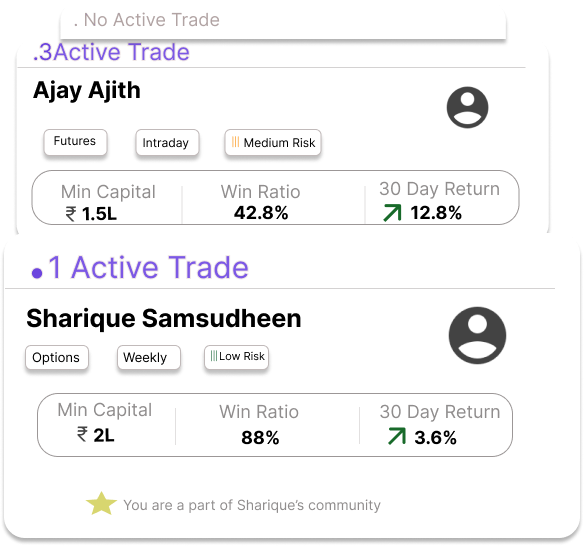 . No Active Trade
.3Active Trade
Ajay Ajith
Futures Intraday Medium Risk
Min Capital Win Ratio 30 Day Return
₹ 1.5L 42.8% 12.8%
.1 Active Trade
Sharique Samsudheen
Options Weekly Low Risk
Min Capital Win Ratio 30 Day Return
₹ 2L 88% 3.6%
You are a part of Sharique's community